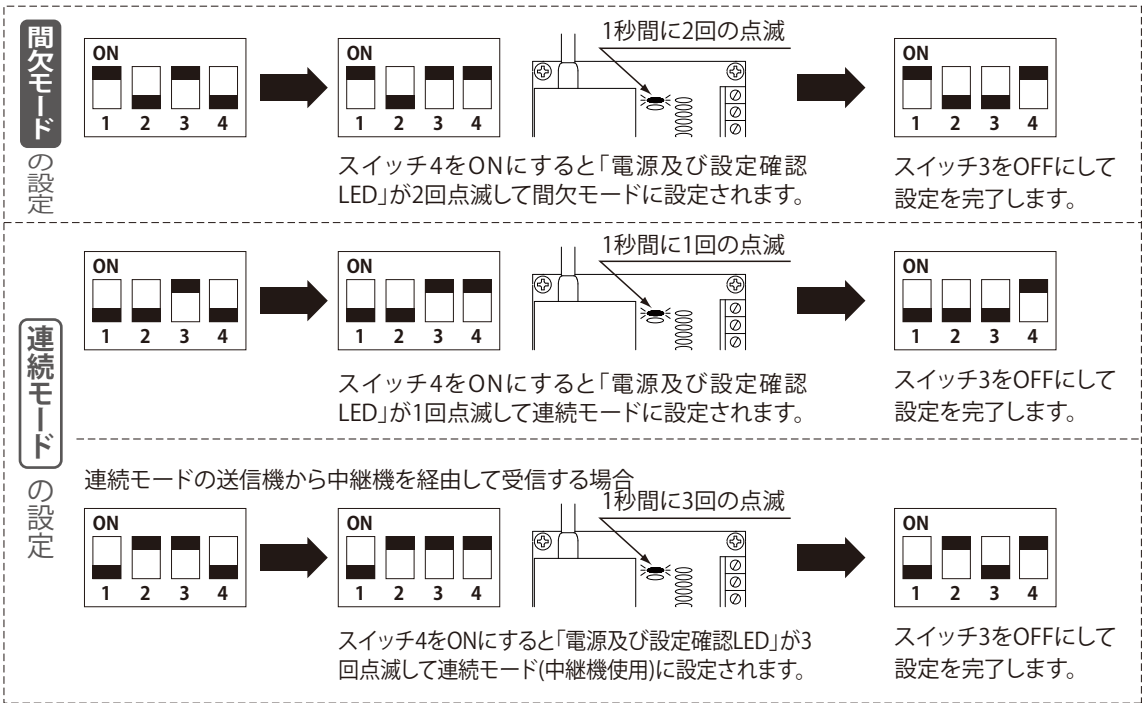 間欠モード
の設定
ON
1 2 3 4
ON
1 2 3 4
1秒間に2回の点滅
ON
1 2 3 4
スイッチ4をONにすると「電源及び設定確認
LED」が2回点滅して間欠モードに設定されます。
スイッチ3をOFFにして
設定を完了します。
連続モード
の設定
ON
1 2 3 4
ON
1 2 3 4
1秒間に1回の点滅
ON
1 2 3 4
スイッチ4をONにすると「電源及び設定確認
LED」が1回点滅して連続モードに設定されます。
スイッチ3をOFFにして
設定を完了します。
連続モードの送信機から中継機を経由して受信する場合
ON
1 2 3 4
ON
1 2 3 4
1秒間に3回の点滅
ON
1 2 3 4
スイッチ4をONにすると「電源及び設定確認LED」が3
回点滅して連続モード(中継機使用)に設定されます。
スイッチ3をOFFにして
設定を完了します。